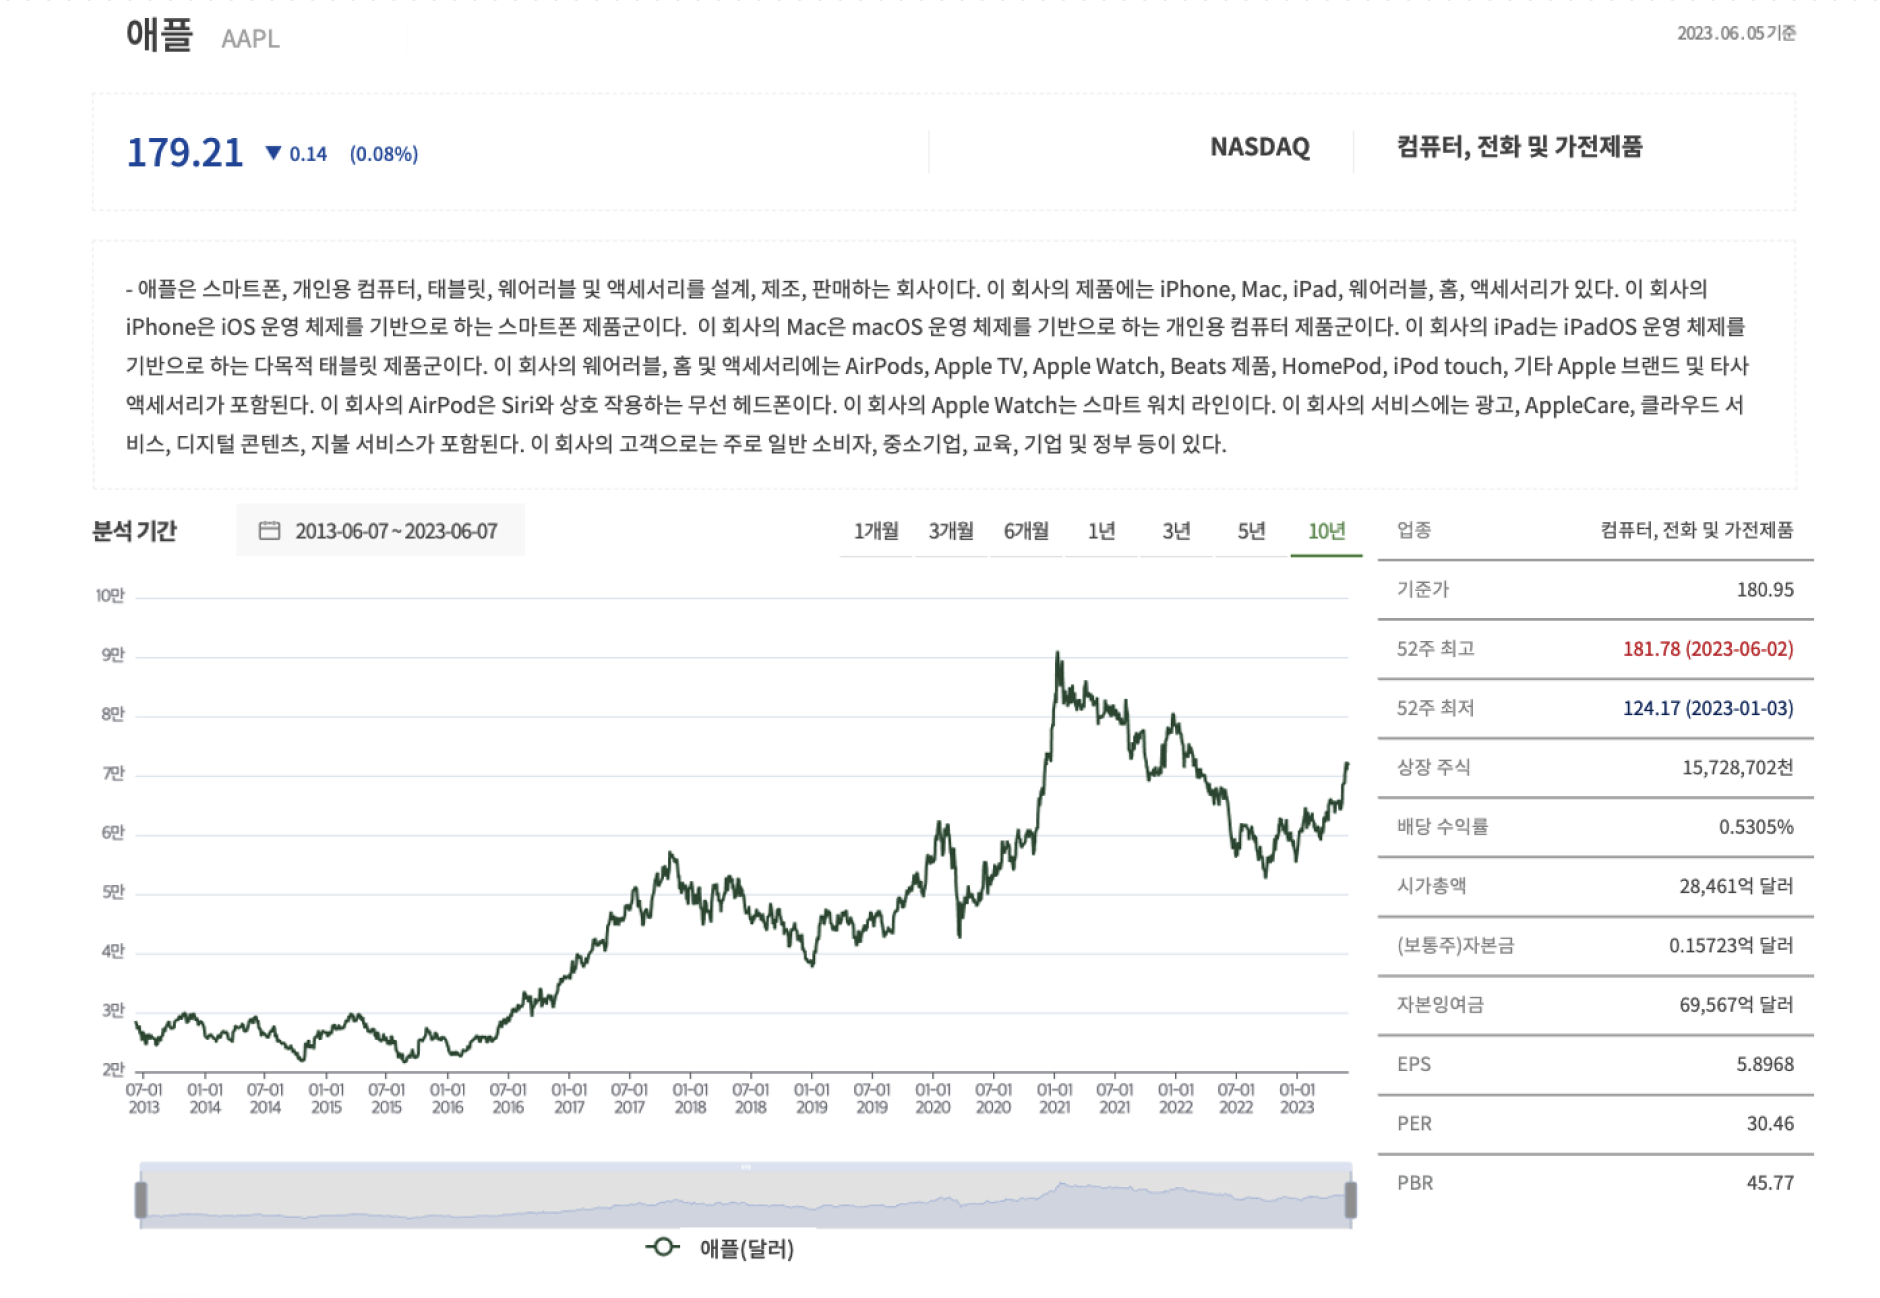 애플 AAPL
2023.06.05기준
179.21 ▼ 0.14 (0.08%)
NASDAQ
컴퓨터, 전화 및 가전제품
- 애플은 스마트폰, 개인용 컴퓨터, 태블릿, 웨어러블 및 액세서리를 설계, 제조, 판매하는 회사이다. 이 회사의 제품에는 iPhone, Mac, iPad, 웨어러블, 홈, 액세서리가 있다. 이 회사의
iPhone은 iOS 운영 체제를 기반으로 하는 스마트폰 제품군이다. 이 회사의 Mac은 macOS 운영 체제를 기반으로 하는 개인용 컴퓨터 제품군이다. 이 회사의 iPad는 iPadOS 운영 체제를
기반으로 하는 다목적 태블릿 제품군이다. 이 회사의 웨어러블, 홈 및 액세서리에는 AirPods, Apple TV, Apple Watch, Beats 제품, HomePod, iPod touch, 기타 Apple 브랜드 및 타사
액세서리가 포함된다. 이 회사의 AirPod은 Siri와 상호 작용하는 무선 헤드폰이다. 이 회사의 Apple Watch는 스마트 워치 라인이다. 이 회사의 서비스에는 광고, AppleCare, 클라우드 서
비스, 디지털 콘텐츠, 지불 서비스가 포함된다. 이 회사의 고객으로는 주로 일반 소비자, 중소기업, 교육, 기업 및 정부 등이 있다.
분석 기간
2013-06-07 ~ 2023-06-07
1개월 3개월 6개월 1년 3년 5년 10년
10만
9만
8만
7만
6만
5만
4만
3만
2만
07-01 01-01 07-01 01-01 07-01 01-01 07-01 01-01 07-01 01-01 07-01 01-01 07-01 01-01 07-01 01-01 07-01 01-01 07-01 01-01
2013 2014 2014 2015 2015 2016 2016 2017 2017 2018 2018 2019 2019 2020 2020 2021 2021 2022 2022 2023
애플(달러)
업종 컴퓨터, 전화 및 가전제품
기준가 180.95
52주 최고 181.78 (2023-06-02)
52주 최저 124.17 (2023-01-03)
상장 주식 15,728,702천
배당 수익률 0.5305%
시가총액 28,461억 달러
(보통주)자본금 0.15723억 달러
자본잉여금 69,567억 달러
EPS 5.8968
PER 30.46
PBR 45.77